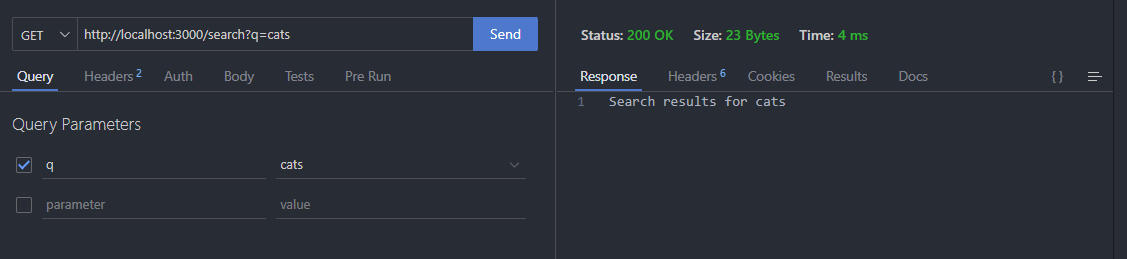 GET http://localhost:3000/search?q=cats Send
Query Headers 2 Auth Body Tests Pre Run
Query Parameters
q cats
parameter value
Status: 200 OK Size: 23 Bytes Time: 4 ms
Response Headers 6 Cookies Results Docs { }
1 Search results for cats